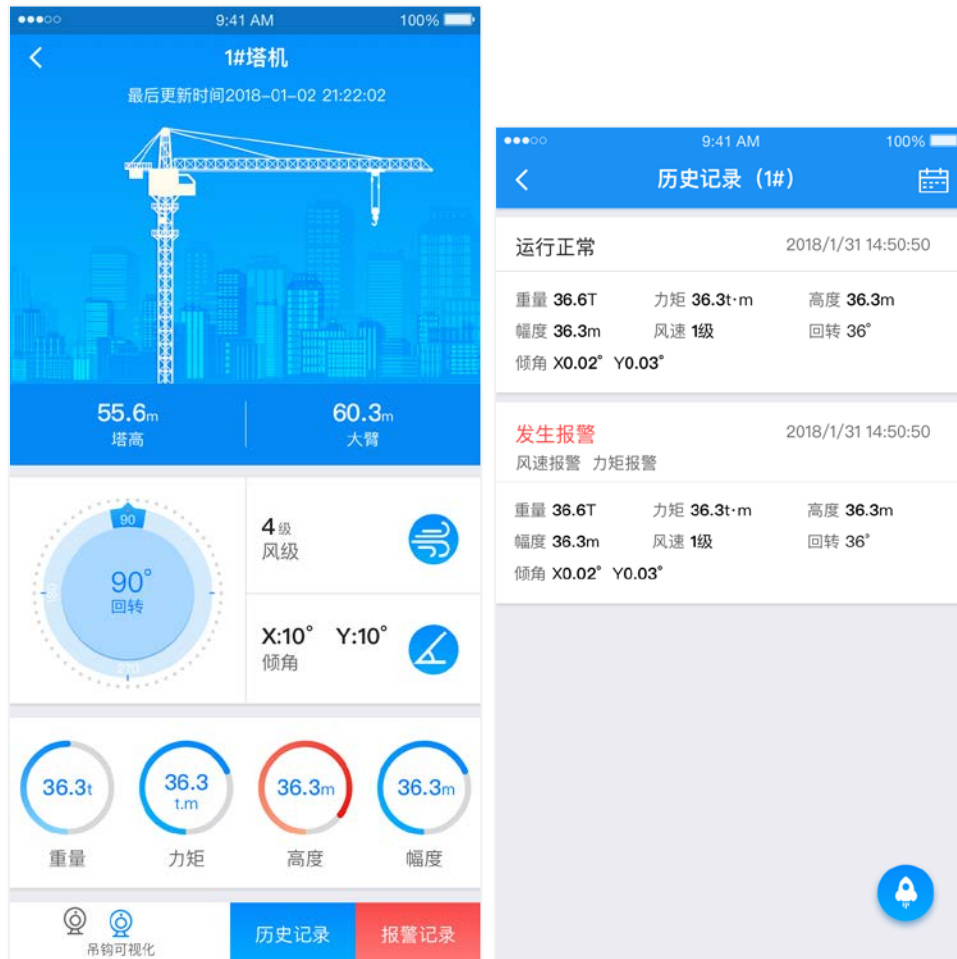 9:41 AM 100%
1#塔机
最后更新时间2018-01-02 21:22:02
55.6m 60.3m
塔高 大臂
90
90°
回转
180
270
4级
风级
X:10° Y:10°
倾角
36.3t 36.3 t.m 36.3m 36.3m
重量 力矩 高度 幅度
吊钩可视化 历史记录 报警记录
9:41 AM 100%
历史记录（1#）
运行正常 2018/1/31 14:50:50
重量 36.6T 力矩 36.3t·m 高度 36.3m
幅度 36.3m 风速 1级 回转 36°
倾角 X0.02° Y0.03°
发生报警 2018/1/31 14:50:50
风速报警 力矩报警
重量 36.6T 力矩 36.3t·m 高度 36.3m
幅度 36.3m 风速 1级 回转 36°
倾角 X0.02° Y0.03°